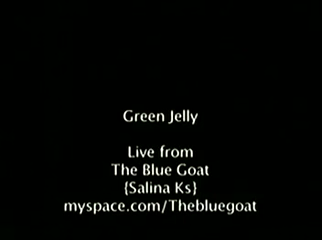 Green Jelly
Live from
The Blue Goat
{Salina Ks}
myspace.com/Thebluegoat